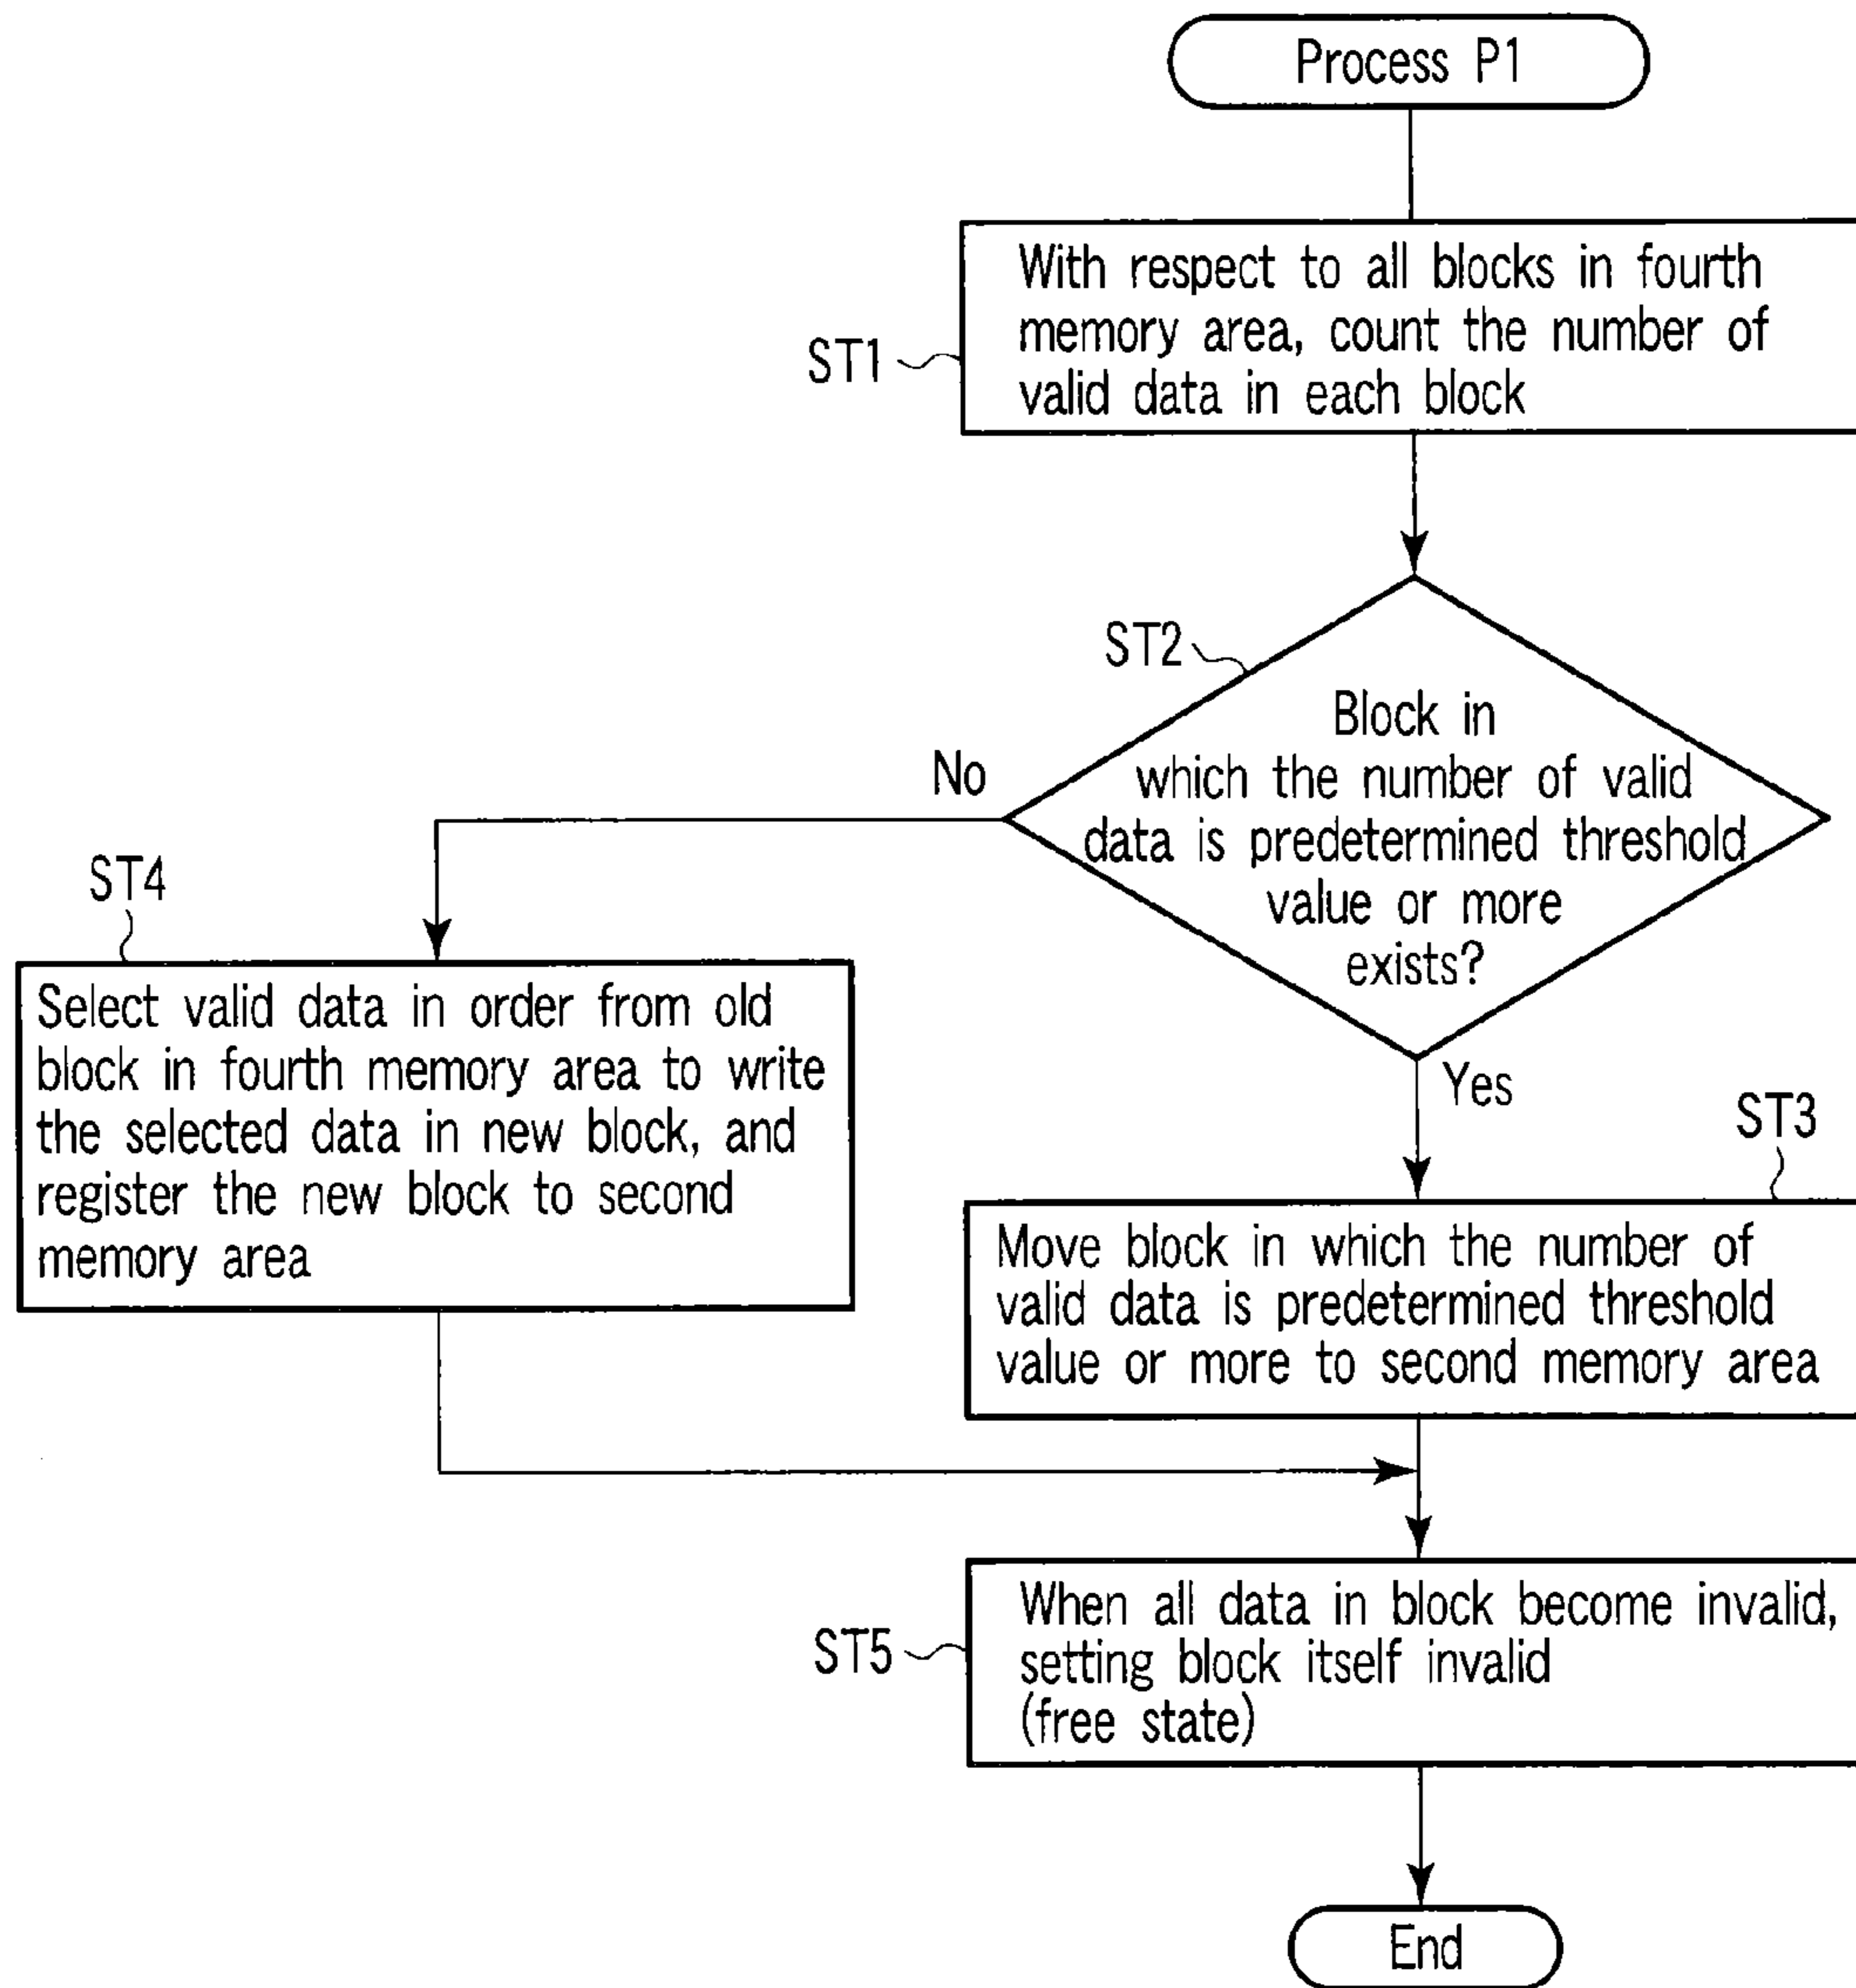 Process P1
With respect to all blocks in fourth
memory area, count the number of
valid data in each block
ST1
ST2
Block in
which the number of valid
data is predetermined threshold
value or more
exists?
No
Yes
ST4
Select valid data in order from old
block in fourth memory area to write
the selected data in new block, and
register the new block to second
memory area
ST3
Move block in which the number of
valid data is predetermined threshold
value or more to second memory area
ST5
When all data in block become invalid,
setting block itself invalid
(free state)
End